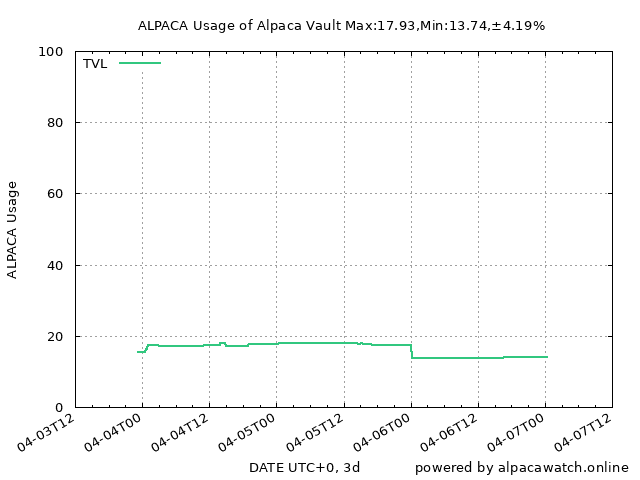 ALPACA Usage of Alpaca Vault Max:17.93,Min:13.74,±4.19%
TVL
100
80
60
40
20
0
ALPACA Usage
04-03T12
04-04T00
04-04T12
04-05T00
04-05T12
04-06T00
04-06T12
04-07T00
04-07T12
DATE UTC+0, 3d
powered by alpacawatch.online